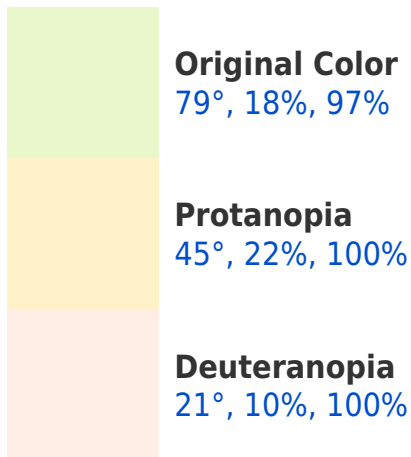 Original Color
79°, 18%, 97%
Protanopia
45°, 22%, 100%
Deuteranopia
21°, 10%, 100%